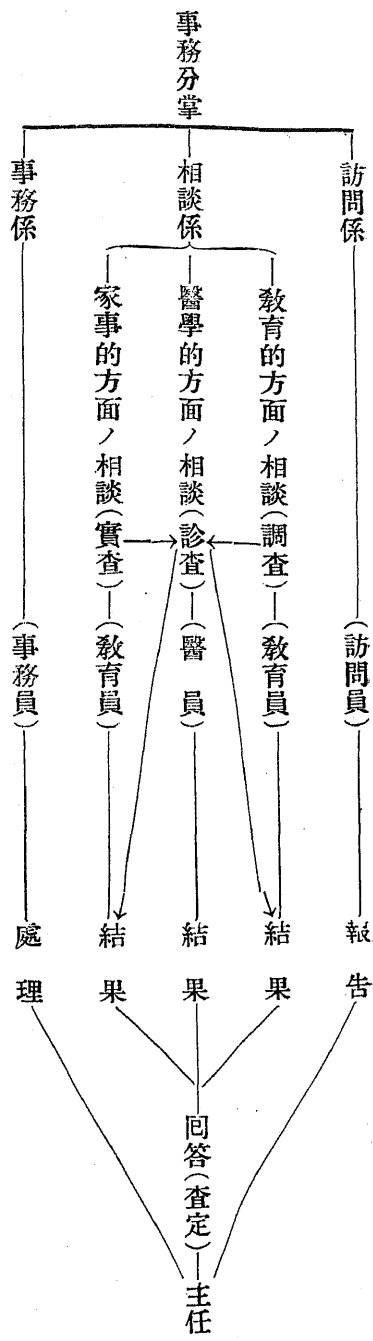 事務分掌
訪問係
(訪問員)
報告
相談係
教育的方面ノ相談(調査)
(教育員)
結果
醫學的方面ノ相談(診査)
(醫員)
結果
家事的方面ノ相談(實査)
(教育員)
結果
回答(査定)
事務係
(事務員)
處理
主任